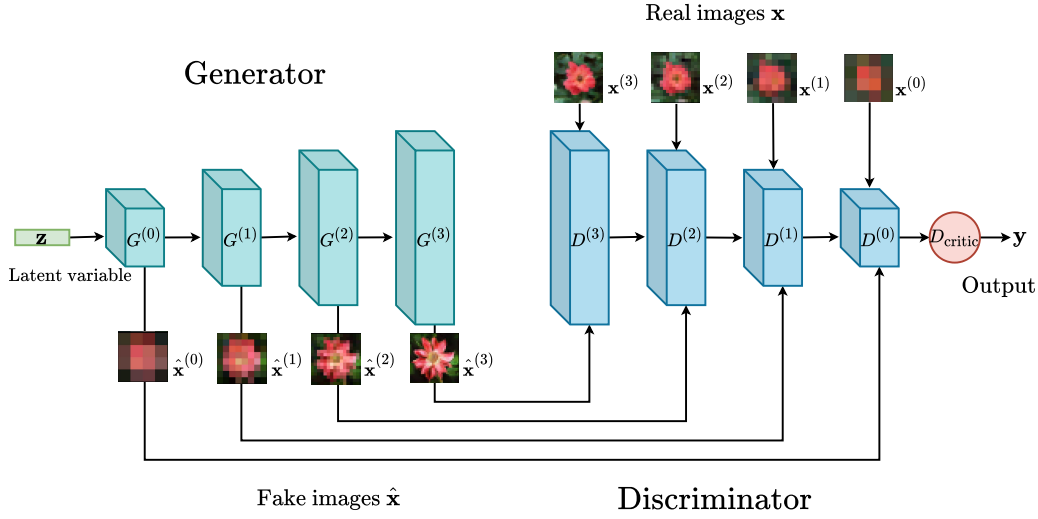 Real images x
Generator
x⁽³⁾
x⁽²⁾
x⁽¹⁾
x⁽⁰⁾
z
G⁽⁰⁾
G⁽¹⁾
G⁽²⁾
G⁽³⁾
D⁽³⁾
D⁽²⁾
D⁽¹⁾
D⁽⁰⁾
D_critic
y
Latent variable
Output
x̂⁽⁰⁾
x̂⁽¹⁾
x̂⁽²⁾
x̂⁽³⁾
Fake images x̂
Discriminator